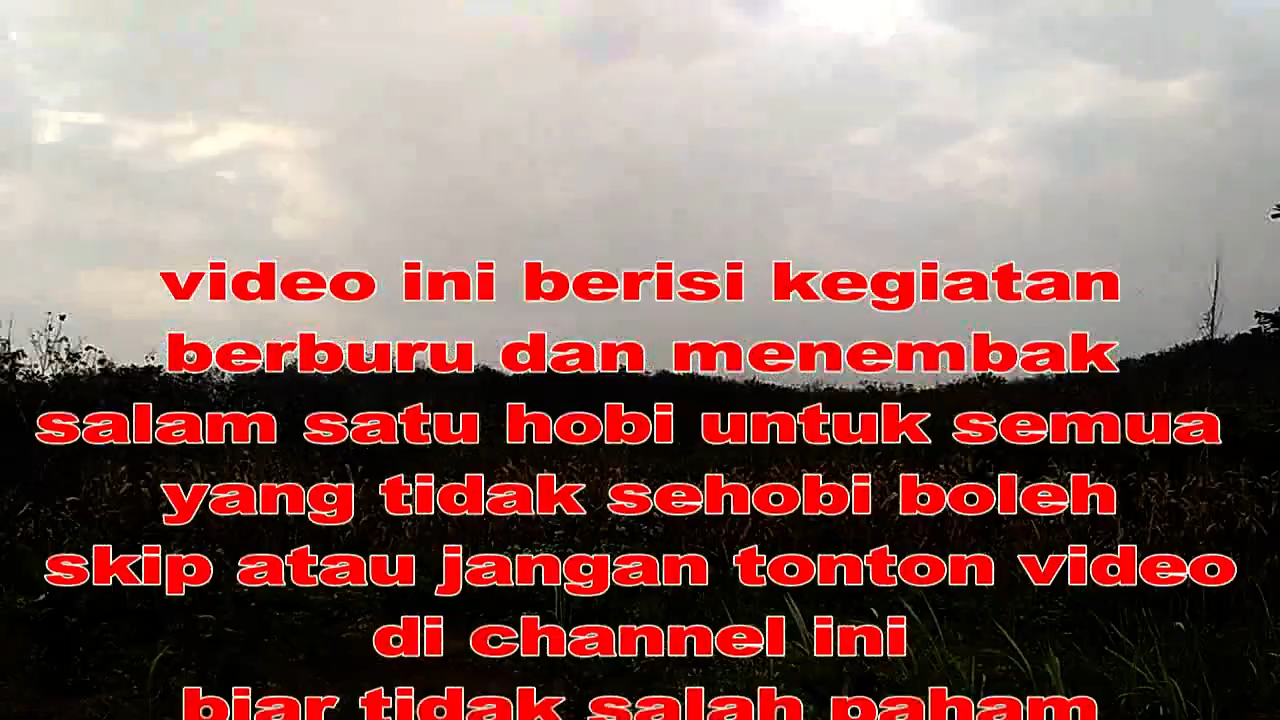 video ini berisi kegiatan
berburu dan menembak
salam satu hobi untuk semua
yang tidak sehobi boleh
skip atau jangan tonton video
di channel ini
biar tidak salah paham